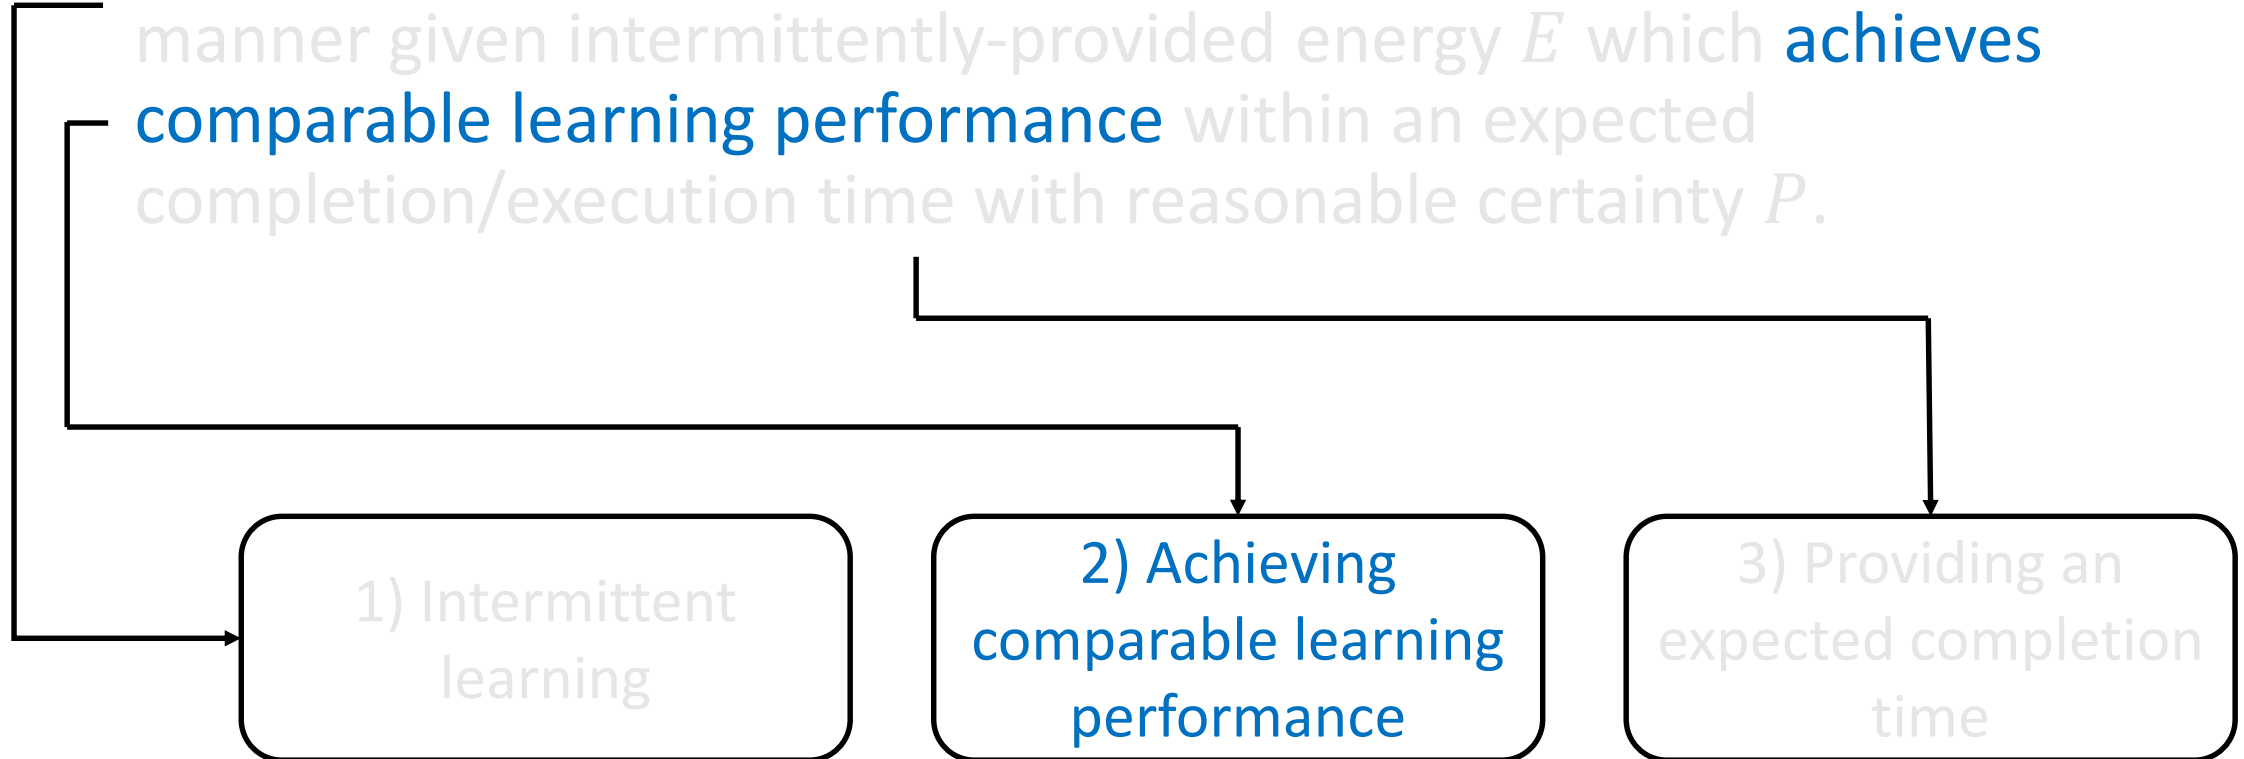 manner given intermittently-provided energy E which achieves
comparable learning performance within an expected
completion/execution time with reasonable certainty P.
1) Intermittent
learning
2) Achieving
comparable learning
performance
3) Providing an
expected completion
time